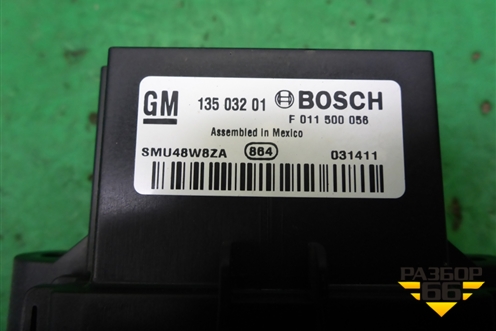 GM 135 032 01 BOSCH
F 011 500 056
Assembled in Mexico
SMU48W8ZA 864 031411
РАЗБОР
66